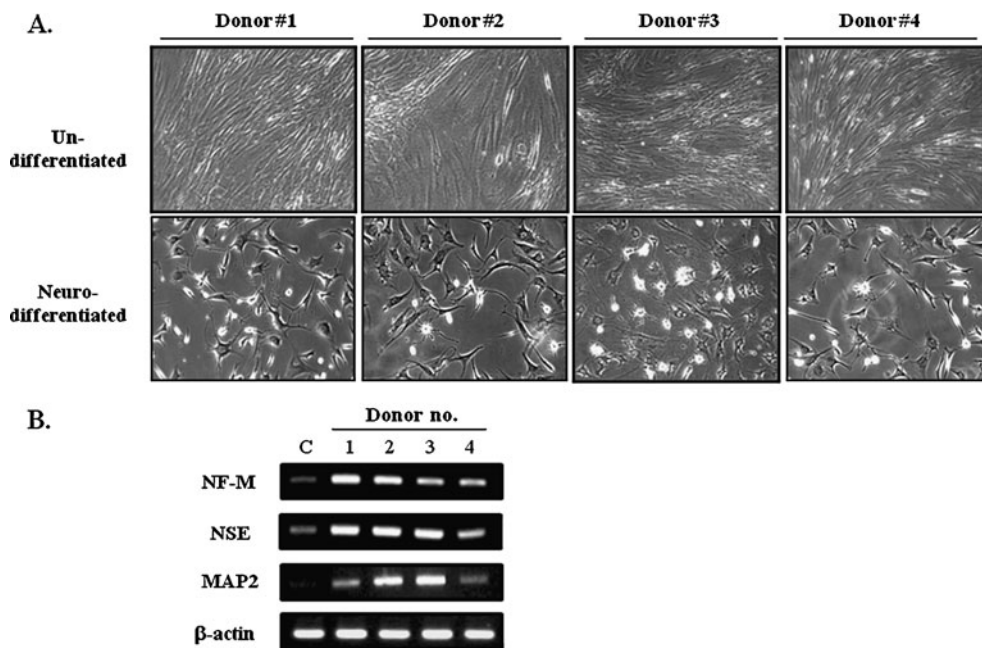 A.
Donor #1 Donor #2 Donor #3 Donor #4
Un-
differentiated
Neuro-
differentiated
B.
Donor no.
C 1 2 3 4
NF-M
NSE
MAP2
β-actin